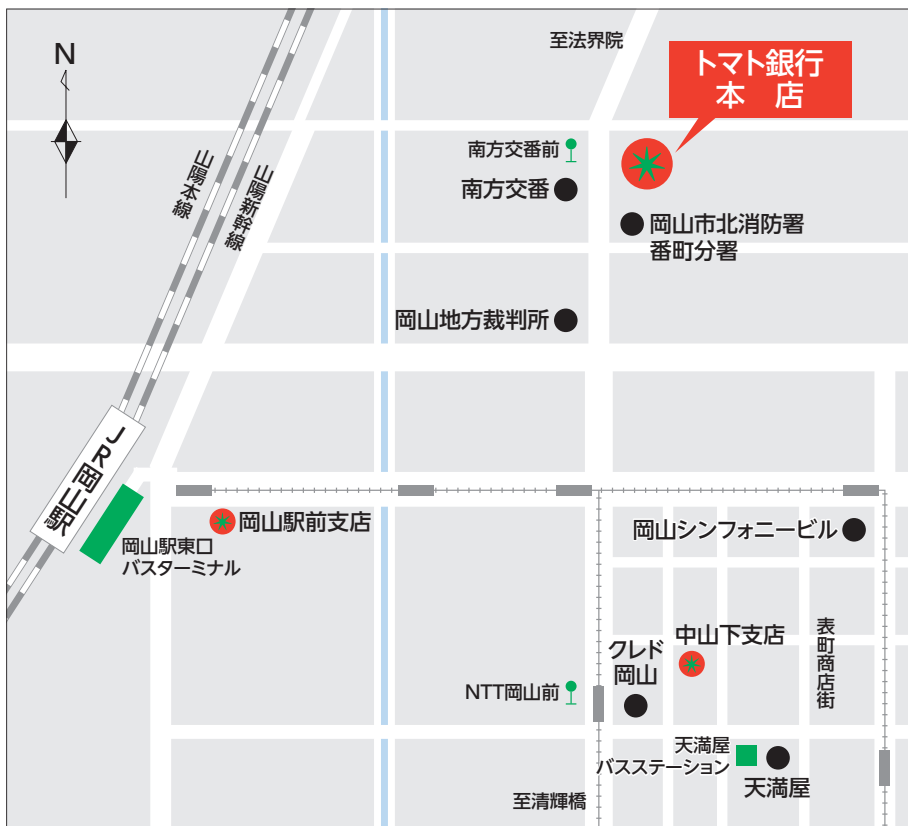 N
至法界院
トマト銀行
本 店
南方交番前
南方交番
山陽本線
山陽新幹線
岡山市北消防署
番町分署
岡山地方裁判所
JR岡山駅
岡山駅前支店
岡山駅東口
バスターミナル
岡山シンフォニービル
クレド
岡山
中山下支店
表町商店街
NTT岡山前
天満屋
バスステーション
天満屋
至清輝橋